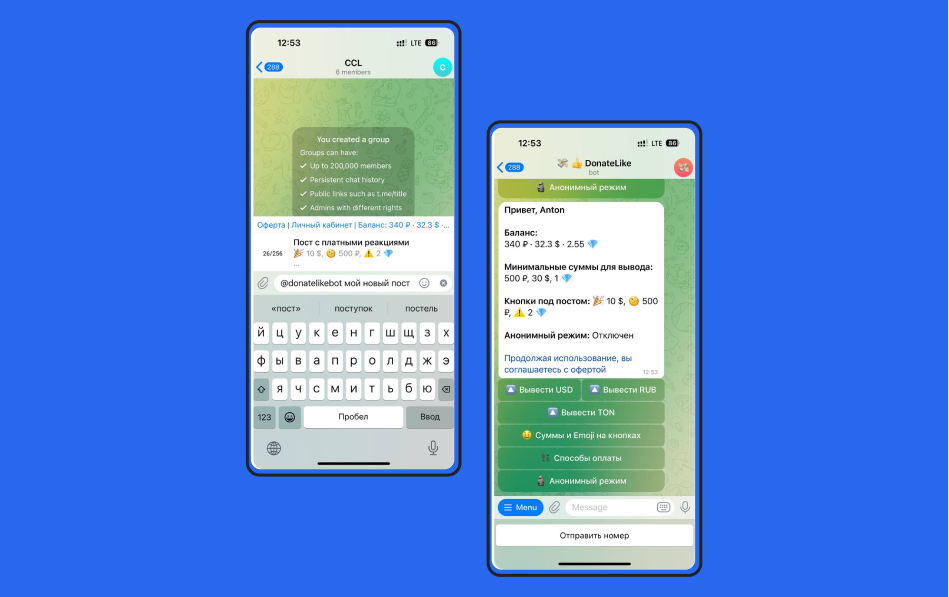 12:53
LTE 86
288
CCL
6 members
C
You created a group
Groups can have:
Up to 200,000 members
Persistent chat history
Public links such as t.me/title
Admins with different rights
Оферта | Личный кабинет | Баланс: 340 ₽ · 32.3 $ ·...
Пост с платными реакциями
26/256
🎉 10 $, 🧐 500 ₽, ⚠️ 2 💎
...
@donatelikebot мой новый пост
«пост» поступок постель
й ц у к е н г ш щ з х
ф ы в а п р о л д ж э
я ч с м и т ь б ю
123 Пробел Ввод
12:53
LTE 86
288
💸 👍 DonateLike
bot
🗿 Анонимный режим
Привет, Anton
Баланс:
340 ₽ · 32.3 $ · 2.55 💎
Минимальные суммы для вывода:
500 ₽, 30 $, 1 💎
Кнопки под постом: 🎉 10 $, 🧐 500
₽, ⚠️ 2 💎
Анонимный режим: Отключен
Продолжая использование, вы
соглашаетесь с офертой
12:53
🔼 Вывести USD 🔼 Вывести RUB
🔼 Вывести TON
🤑 Суммы и Emoji на кнопках
Способы оплаты
🗿 Анонимный режим
Menu Message
Отправить номер